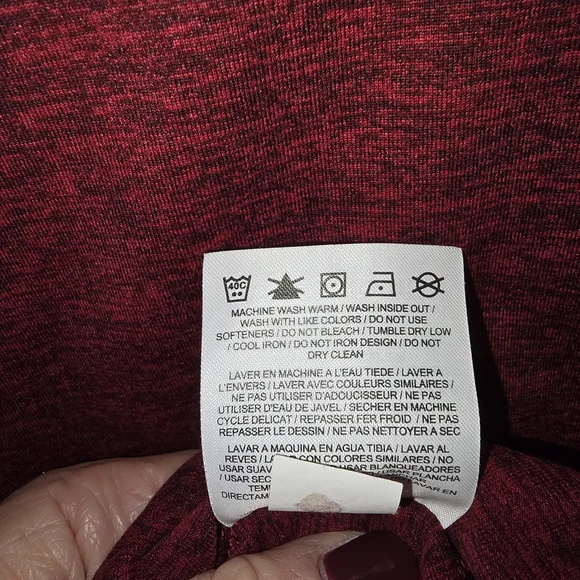 40C
MACHINE WASH WARM / WASH INSIDE OUT /
WASH WITH LIKE COLORS / DO NOT USE
SOFTENERS / DO NOT BLEACH / TUMBLE DRY LOW
/ COOL IRON / DO NOT IRON DESIGN / DO NOT
DRY CLEAN
LAVER EN MACHINE A L'EAU TIEDE / LAVER A
L'ENVERS / LAVER AVEC COULEURS SIMILAIRES /
NE PAS UTILISER D'ADOUCISSEUR / NE PAS
UTILISER D'EAU DE JAVEL / SECHER EN MACHINE
CYCLE DELICAT / REPASSER FER FROID / NE PAS
REPASSER LE DESSIN / NE PAS NETTOYER A SEC
LAVAR A MAQUINA EN AGUA TIBIA / LAVAR AL
REVES / LAVAR CON COLORES SIMILARES / NO
USAR BLANQUEADORES
DIRECTAM